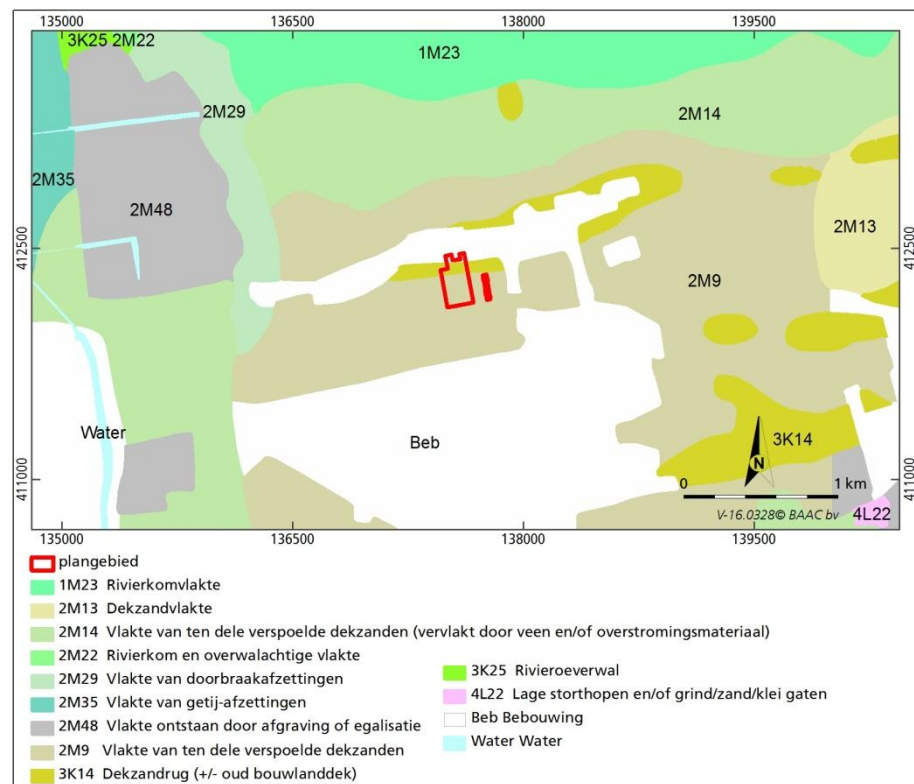 135000 136500 138000 139500
3K25 2M22
1M23
2M29
2M14
2M35
2M48
2M13
412500 412500
2M9
Water
Beb
3K14
N
411000 411000
0 1 km
V-16.0328© BAAC bv
4L22
135000 136500 138000 139500
plangebied
1M23 Rivierkomvlakte
2M13 Dekzandvlakte
2M14 Vlakte van ten dele verspoelde dekzanden (vervlakt door veen en/of overstromingsmateriaal)
2M22 Rivierkom en overwalachtige vlakte
2M29 Vlakte van doorbraakafzettingen
2M35 Vlakte van getij-afzettingen
2M48 Vlakte ontstaan door afgraving of egalisatie
2M9 Vlakte van ten dele verspoelde dekzanden
3K14 Dekzandrug (+/- oud bouwlanddek)
3K25 Rivieroeverwal
4L22 Lage storthopen en/of grind/zand/klei gaten
Beb Bebouwing
Water Water